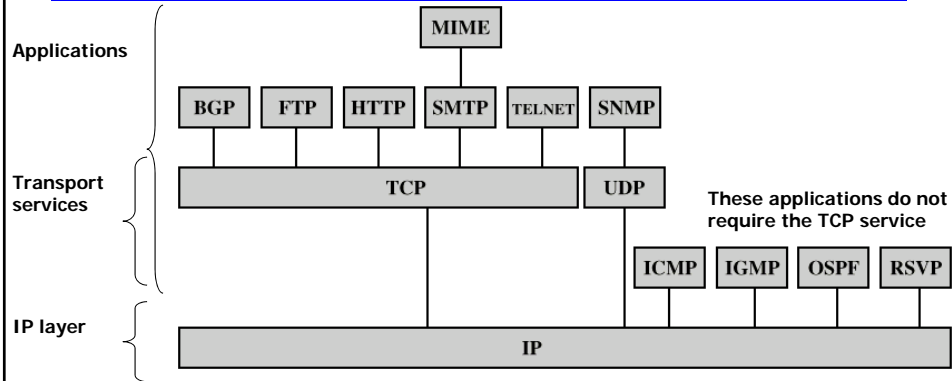 MIME
Applications
BGP FTP HTTP SMTP TELNET SNMP
Transport
services
TCP UDP
These applications do not
require the TCP service
ICMP IGMP OSPF RSVP
IP layer
IP